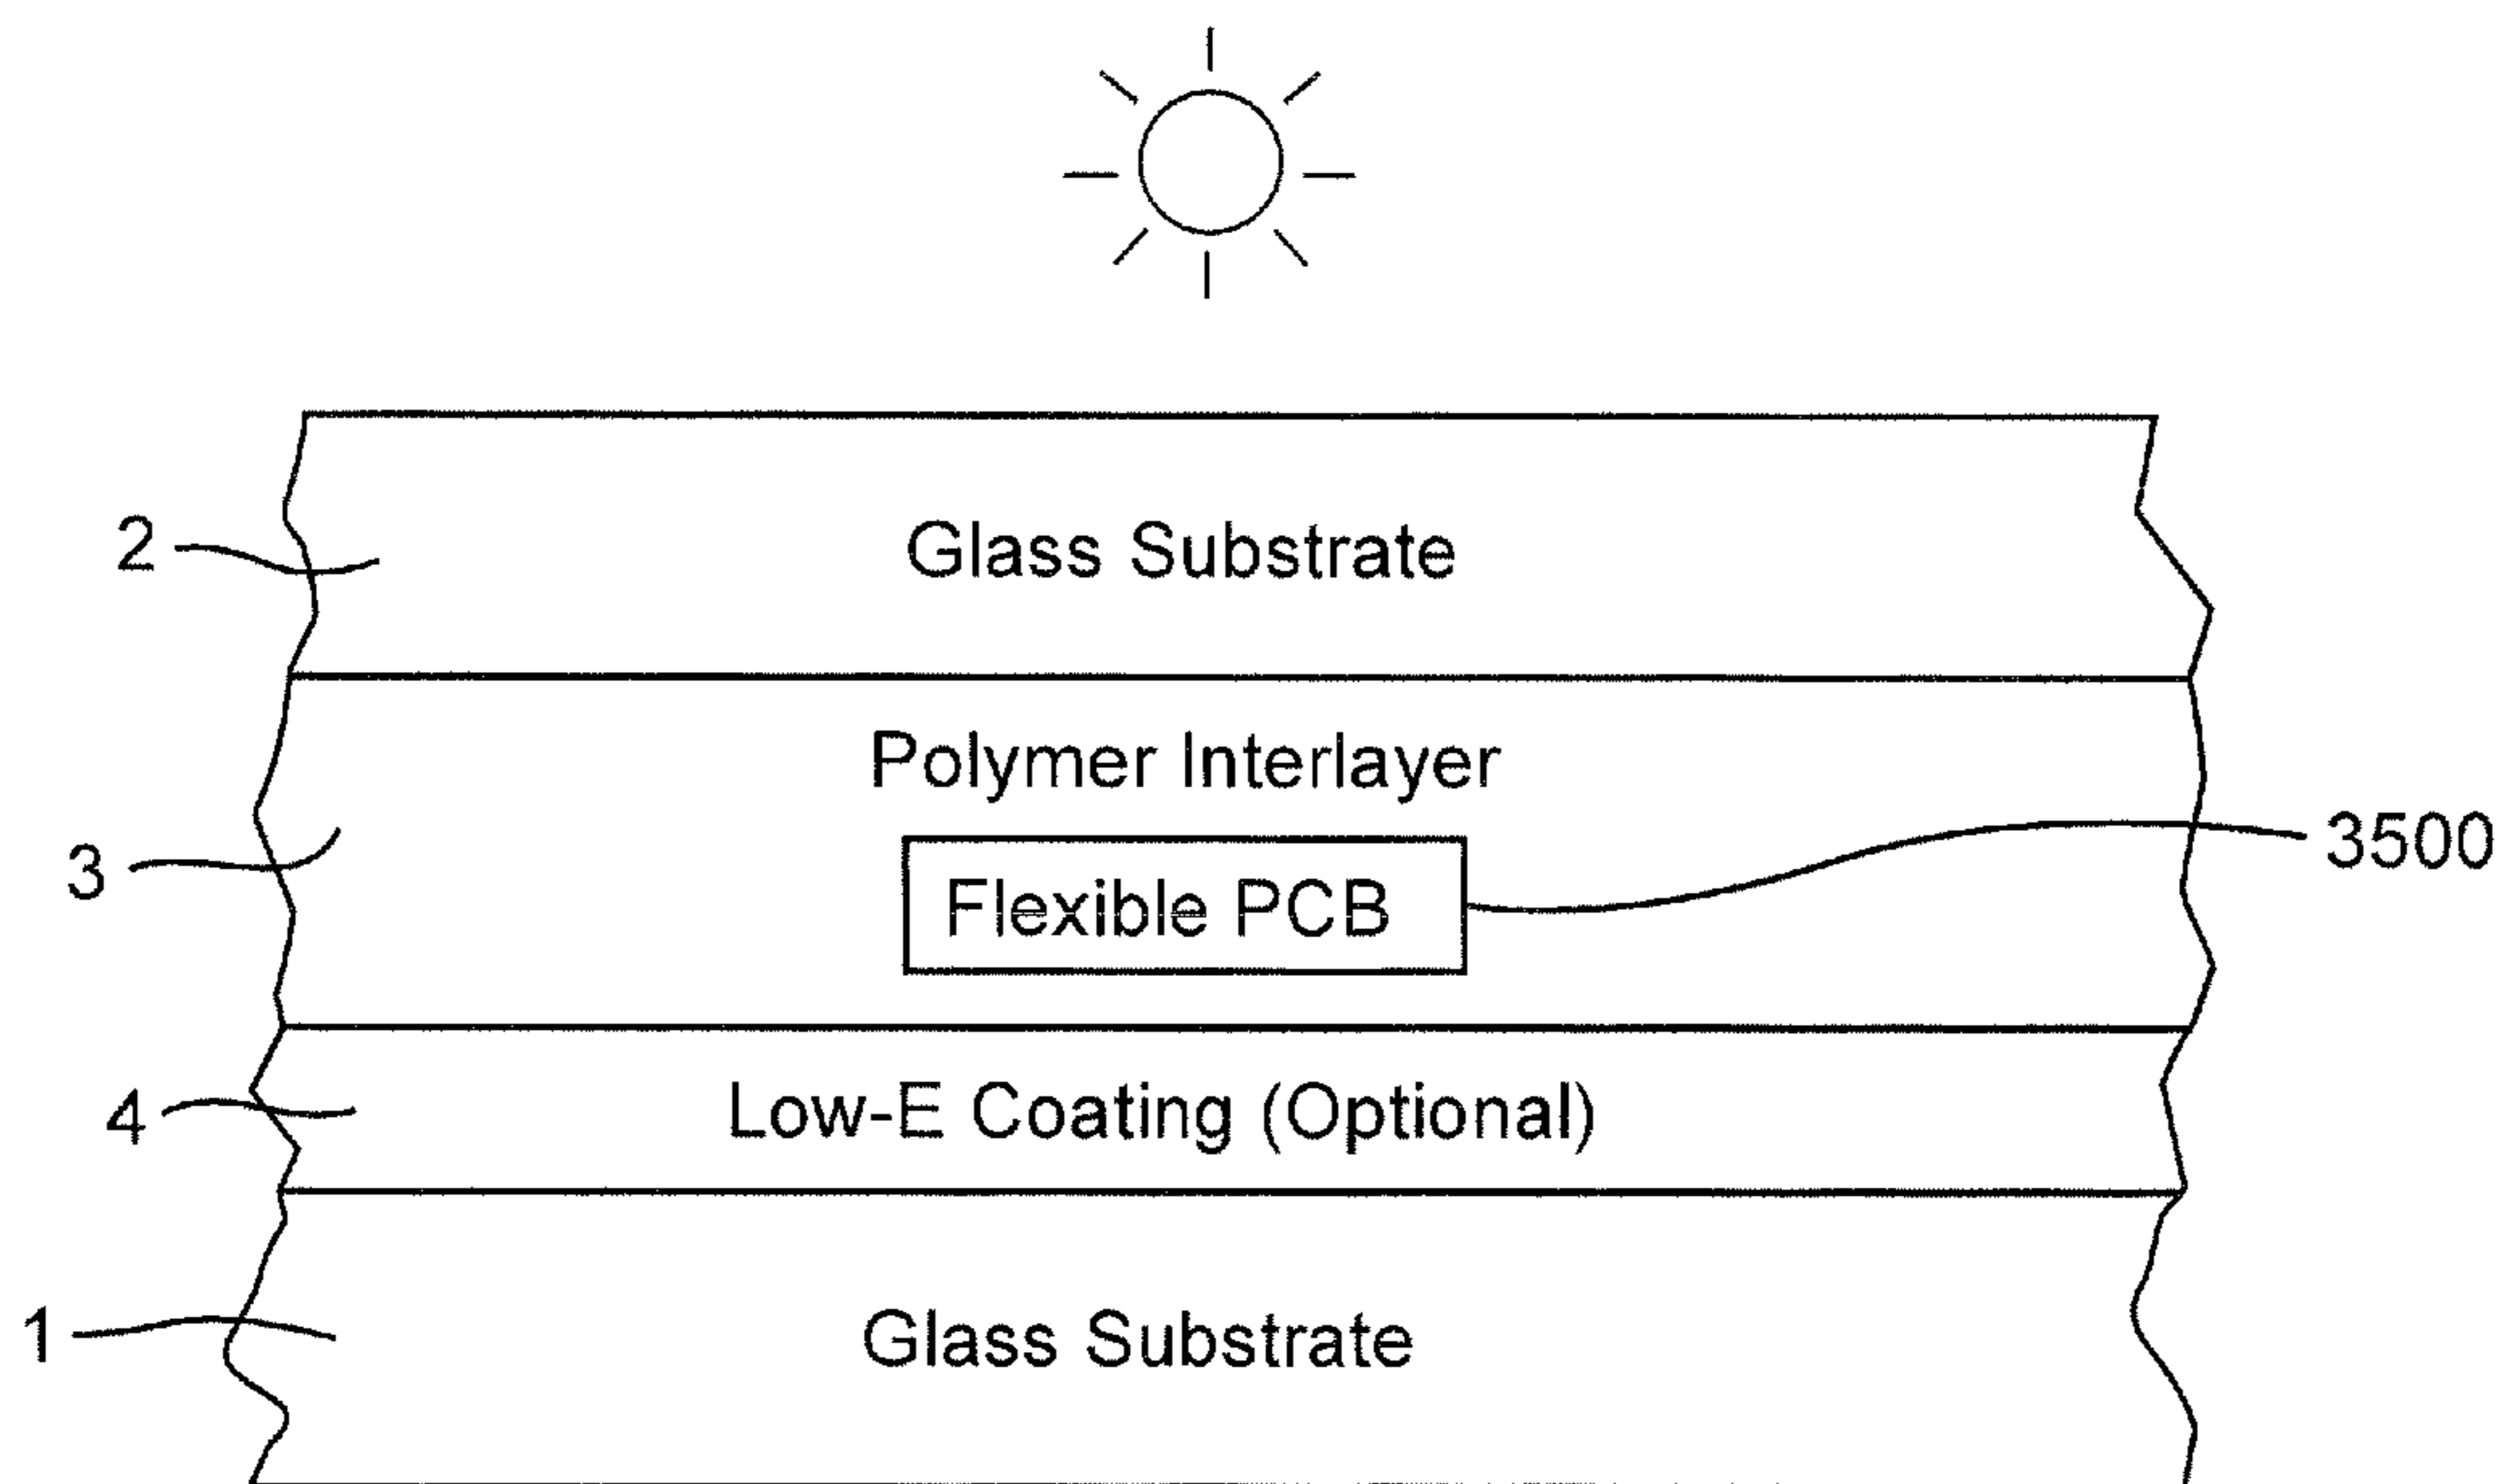 2
Glass Substrate
Polymer Interlayer
3
Flexible PCB
3500
4
Low-E Coating (Optional)
1
Glass Substrate